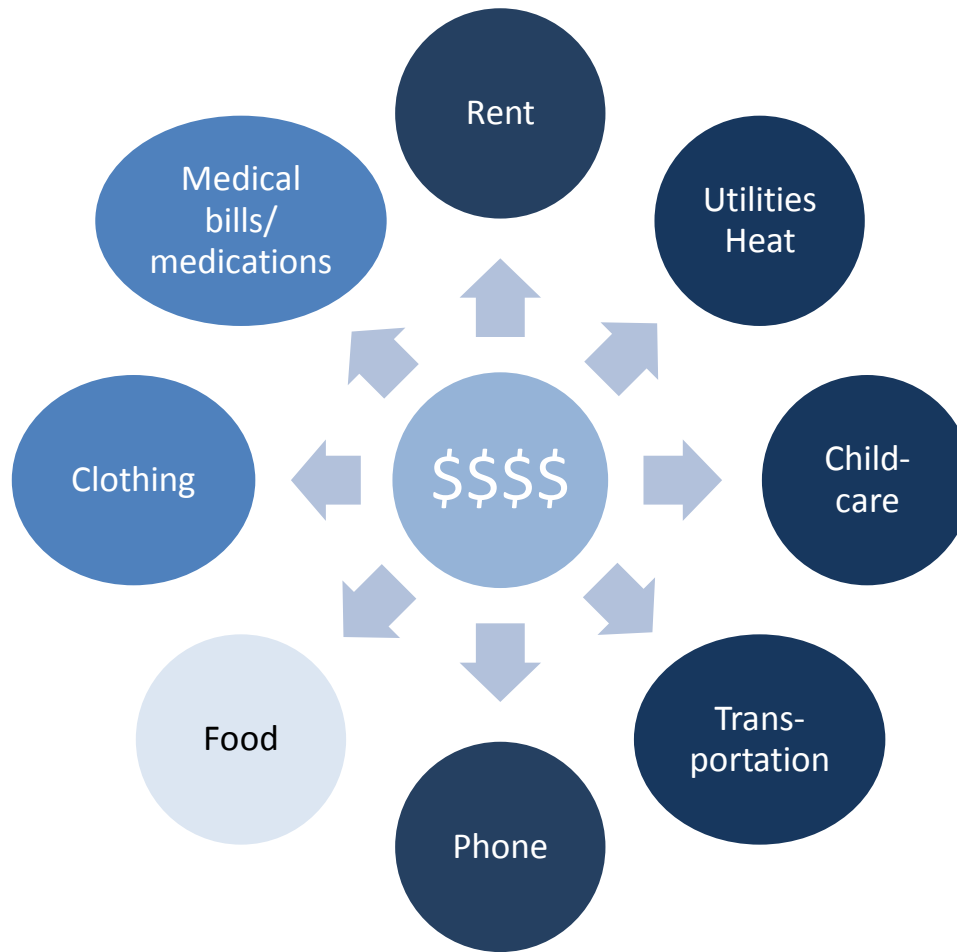 Rent
Utilities
Heat
Child-
care
Trans-
portation
Phone
Food
Clothing
Medical
bills/
medications
$$$$